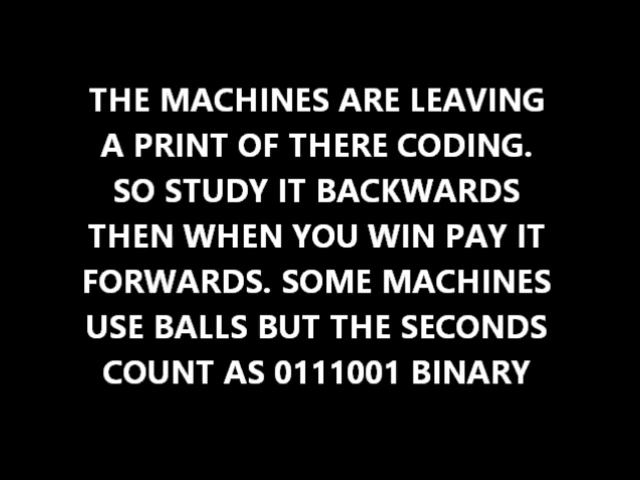 THE MACHINES ARE LEAVING
A PRINT OF THERE CODING.
SO STUDY IT BACKWARDS
THEN WHEN YOU WIN PAY IT
FORWARDS. SOME MACHINES
USE BALLS BUT THE SECONDS
COUNT AS 0111001 BINARY